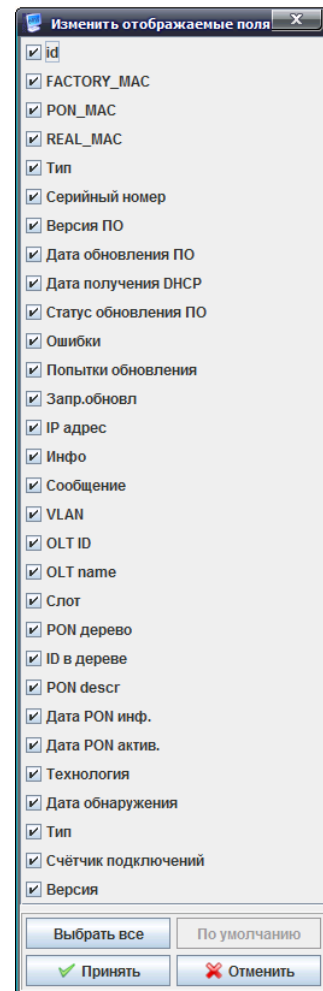 Изменить отображаемые поля
id
FACTORY_MAC
PON_MAC
REAL_MAC
Тип
Серийный номер
Версия ПО
Дата обновления ПО
Дата получения DHCP
Статус обновления ПО
Ошибки
Попытки обновления
Запр.обновл
IP адрес
Инфо
Сообщение
VLAN
OLT ID
OLT name
Слот
PON дерево
ID в дереве
PON descr
Дата PON инф.
Дата PON актив.
Технология
Дата обнаружения
Тип
Счётчик подключений
Версия
Выбрать все По умолчанию
Принять Отменить